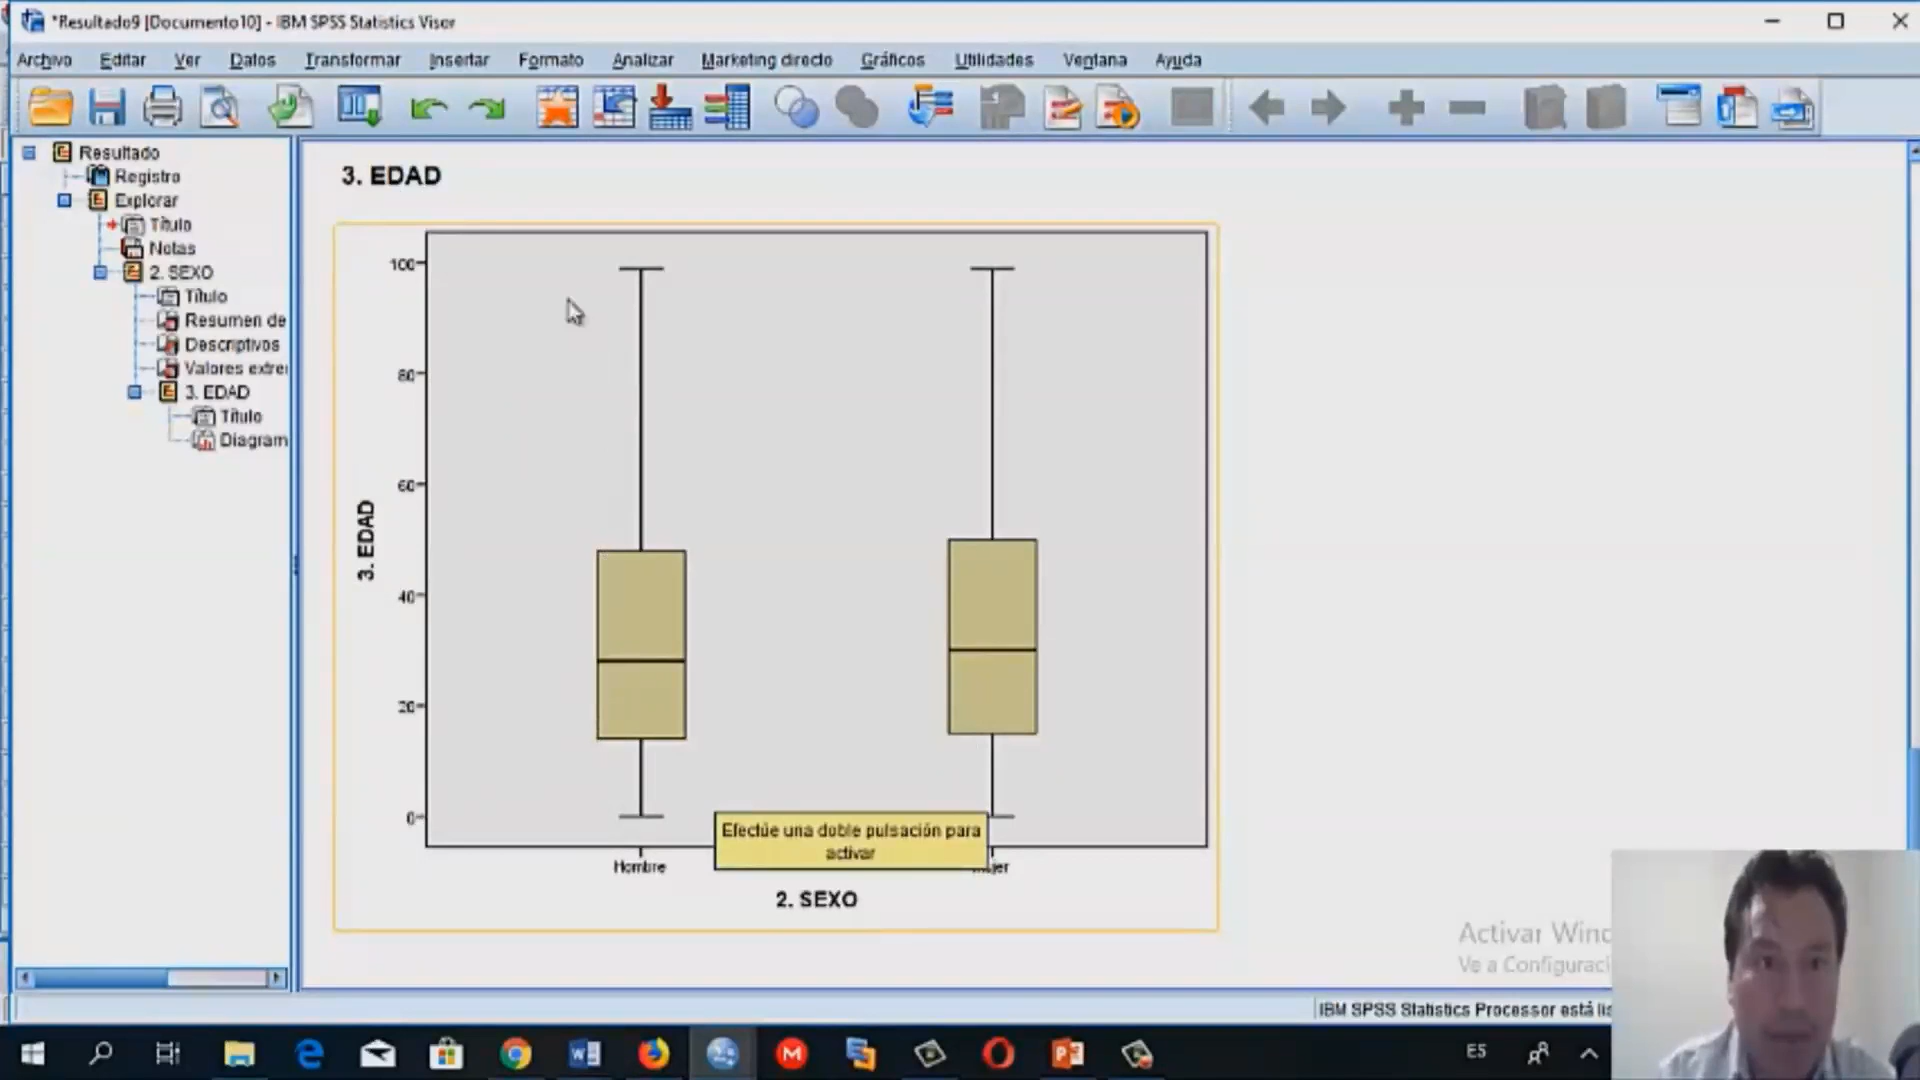 *Resultado9 [Documento10] - IBM SPSS Statistics Visor
Archivo Editar Ver Datos Transformar Insertar Formato Analizar Marketing directo Gráficos Utilidades Ventana Ayuda
Resultado
Registro
Explorar
Título
Notas
2. SEXO
Título
Resumen de
Descriptivos
Valores extre
3. EDAD
Título
Diagram
3. EDAD
100
80
60
40
20
0
3. EDAD
Hombre
Efectúe una doble pulsación para
activar
2. SEXO
Activar Winc
Ve a Configuraci
IBM SPSS Statistics Processor está lis
ES